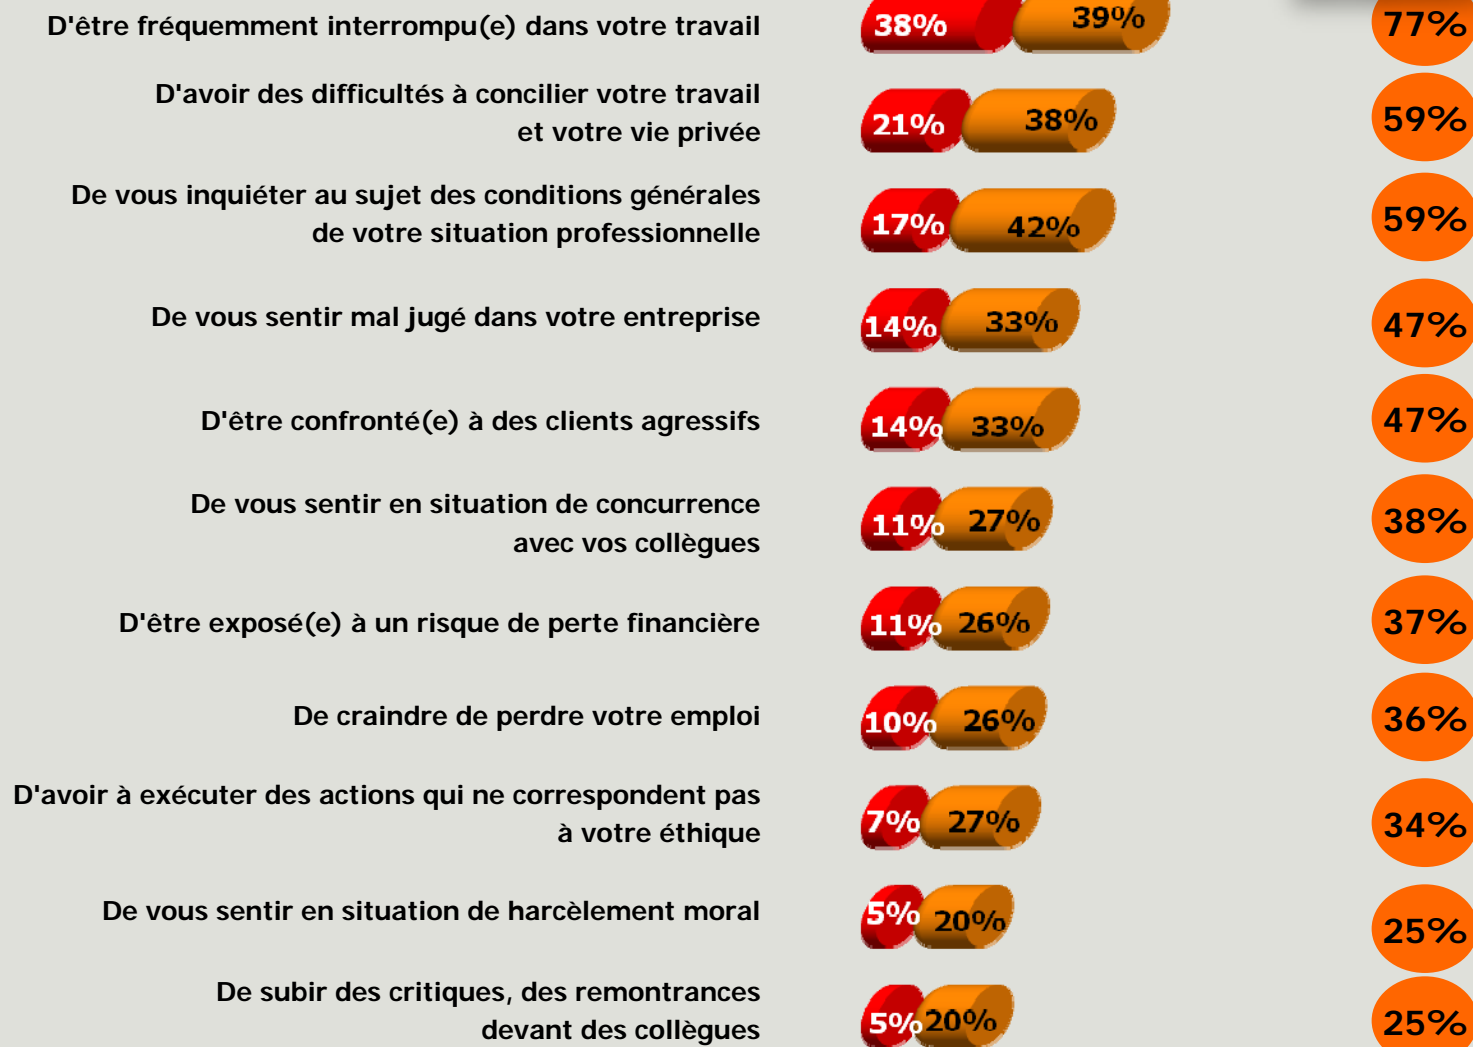 D'être fréquemment interrompu(e) dans votre travail 38% 39% 77%
D'avoir des difficultés à concilier votre travail
et votre vie privée 21% 38% 59%
De vous inquiéter au sujet des conditions générales
de votre situation professionnelle 17% 42% 59%
De vous sentir mal jugé dans votre entreprise 14% 33% 47%
D'être confronté(e) à des clients agressifs 14% 33% 47%
De vous sentir en situation de concurrence
avec vos collègues 11% 27% 38%
D'être exposé(e) à un risque de perte financière 11% 26% 37%
De craindre de perdre votre emploi 10% 26% 36%
D'avoir à exécuter des actions qui ne correspondent pas
à votre éthique 7% 27% 34%
De vous sentir en situation de harcèlement moral 5% 20% 25%
De subir des critiques, des remontrances
devant des collègues 5% 20% 25%